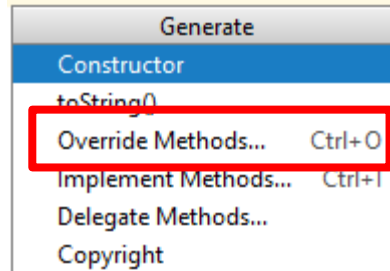 Generate
Constructor
toString()
Override Methods... Ctrl+O
Implement Methods... Ctrl+I
Delegate Methods...
Copyright